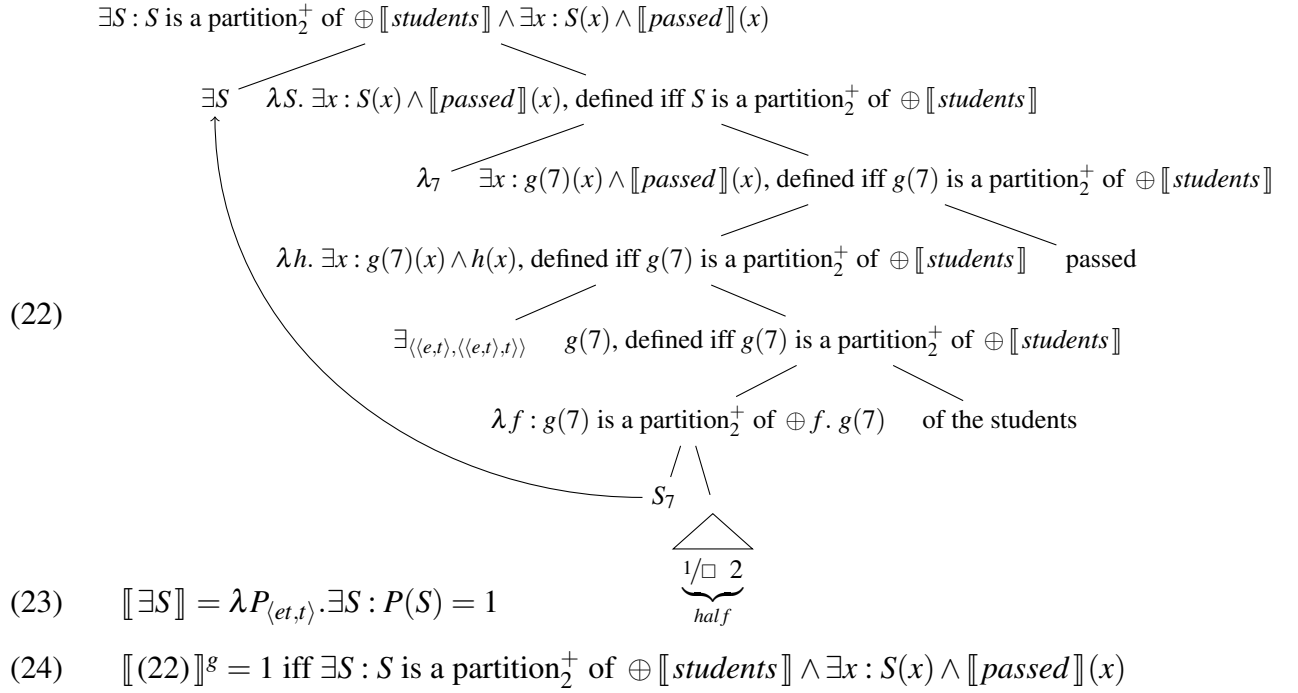 ∃S : S is a partition₂⁺ of ⊕⟦students⟧ ∧ ∃x : S(x) ∧ ⟦passed⟧(x)
∃S λS. ∃x : S(x) ∧ ⟦passed⟧(x), defined iff S is a partition₂⁺ of ⊕⟦students⟧
λ₇ ∃x : g(7)(x) ∧ ⟦passed⟧(x), defined iff g(7) is a partition₂⁺ of ⊕⟦students⟧
λh. ∃x : g(7)(x) ∧ h(x), defined iff g(7) is a partition₂⁺ of ⊕⟦students⟧ passed
(22)
∃⟨⟨e,t⟩,⟨⟨e,t⟩,t⟩⟩ g(7), defined iff g(7) is a partition₂⁺ of ⊕⟦students⟧
λf : g(7) is a partition₂⁺ of ⊕f. g(7) of the students
S₇
1/□ 2
half
(23) ⟦∃S⟧ = λP⟨et,t⟩.∃S : P(S) = 1
(24) ⟦(22)⟧ᵍ = 1 iff ∃S : S is a partition₂⁺ of ⊕⟦students⟧ ∧ ∃x : S(x) ∧ ⟦passed⟧(x)